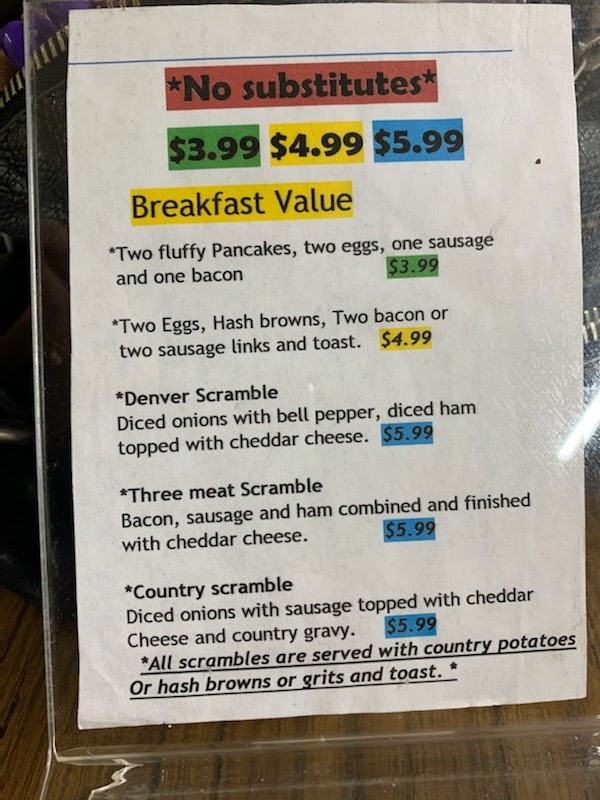 *No substitutes*
$3.99 $4.99 $5.99
Breakfast Value
*Two fluffy Pancakes, two eggs, one sausage
and one bacon $3.99
*Two Eggs, Hash browns, Two bacon or
two sausage links and toast. $4.99
*Denver Scramble
Diced onions with bell pepper, diced ham
topped with cheddar cheese. $5.99
*Three meat Scramble
Bacon, sausage and ham combined and finished
with cheddar cheese. $5.99
*Country scramble
Diced onions with sausage topped with cheddar
Cheese and country gravy. $5.99
*All scrambles are served with country potatoes
Or hash browns or grits and toast. *